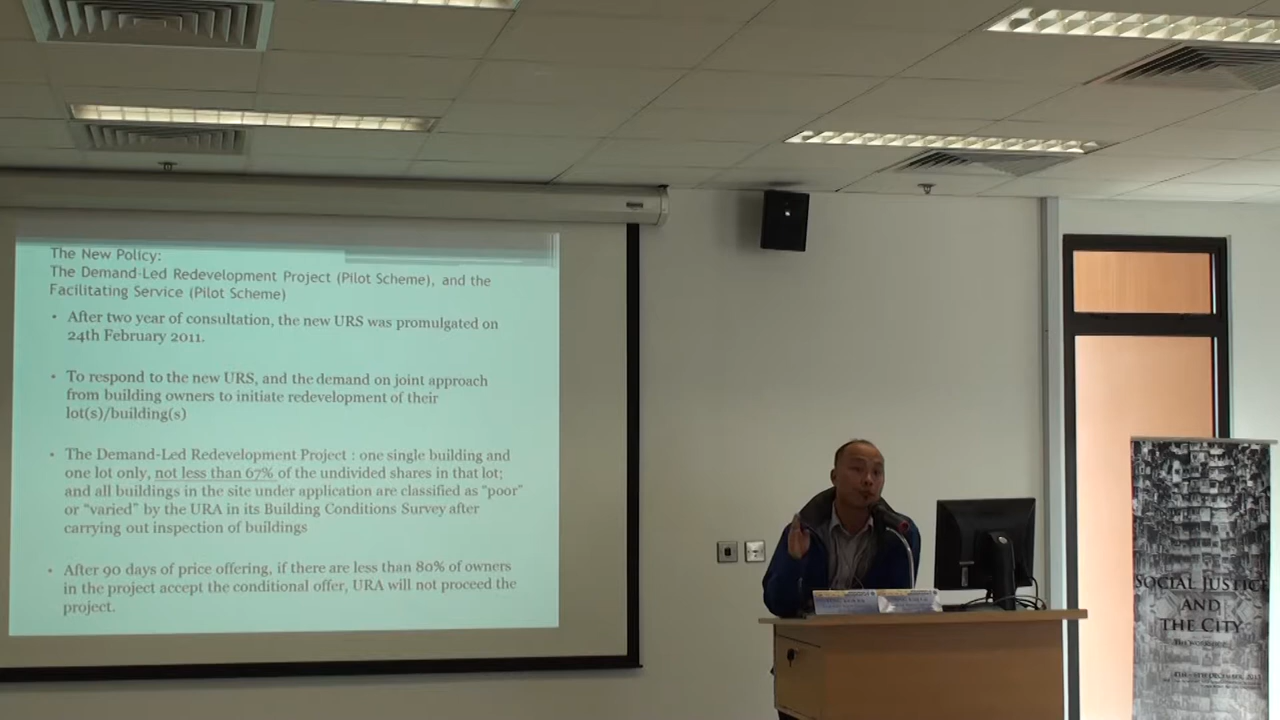 The New Policy:
The Demand-Led Redevelopment Project (Pilot Scheme), and the
Facilitating Service (Pilot Scheme)
• After two year of consultation, the new URS was promulgated on
24th February 2011.
• To respond to the new URS, and the demand on joint approach
from building owners to initiate redevelopment of their
lot(s)/building(s)
• The Demand-Led Redevelopment Project : one single building and
one lot only, not less than 67% of the undivided shares in that lot;
and all buildings in the site under application are classified as "poor"
or "varied" by the URA in its Building Conditions Survey after
carrying out inspection of buildings
• After 90 days of price offering, if there are less than 80% of owners
in the project accept the conditional offer, URA will not proceed the
project.
SOCIAL JUSTICE
AND
THE CITY